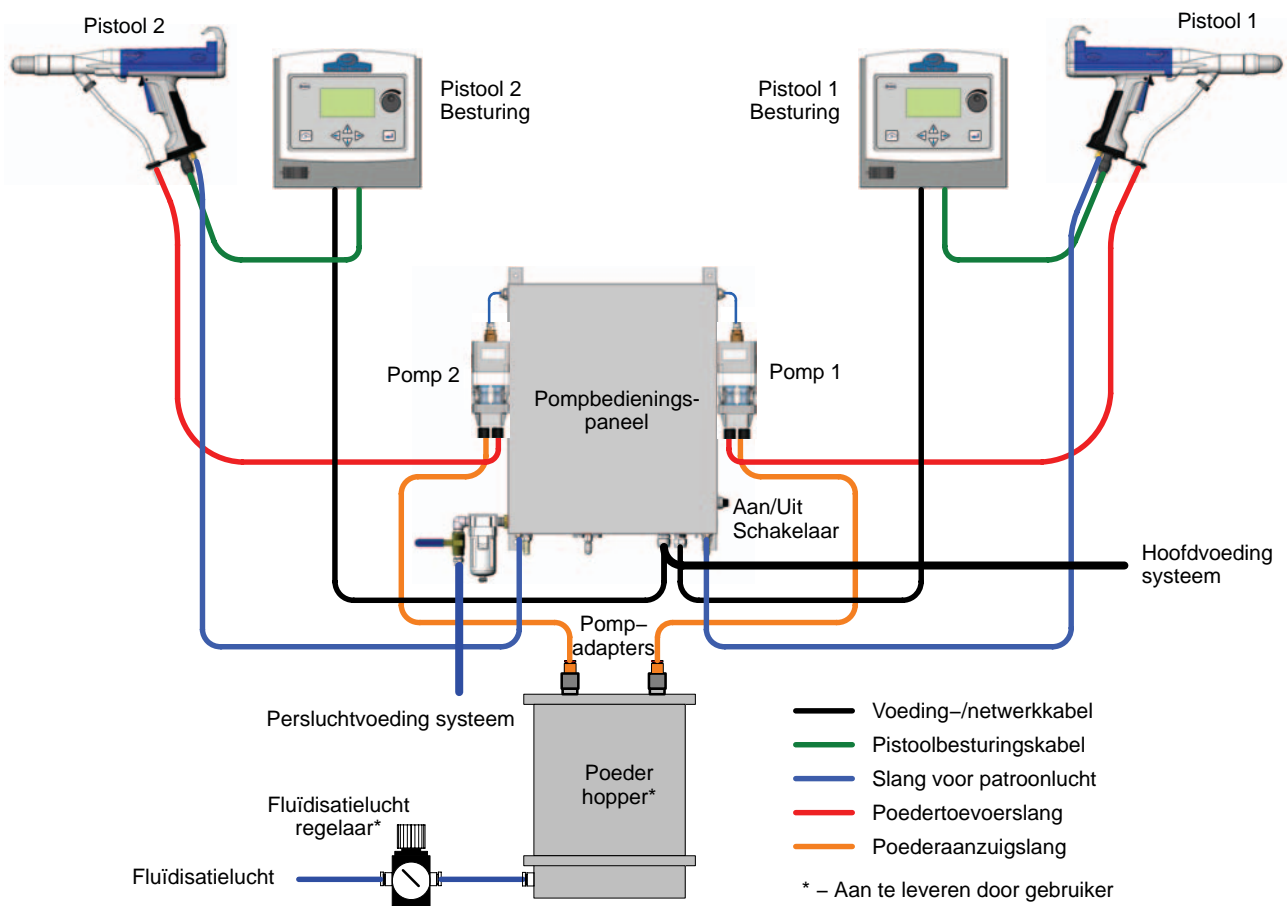 Pistool 2
Pistool 1
Pistool 2
Besturing
Pistool 1
Besturing
Pomp 2
Pompbedienings-
paneel
Pomp 1
Aan/Uit
Schakelaar
Hoofdvoeding
systeem
Pomp–
adapters
Persluchtvoeding systeem
Poeder
hopper*
Fluïdisatielucht
regelaar*
Fluïdisatielucht
Voeding–/netwerkkabel
Pistoolbesturingskabel
Slang voor patroonlucht
Poedertoevoerslang
Poederaanzuigslang
* – Aan te leveren door gebruiker